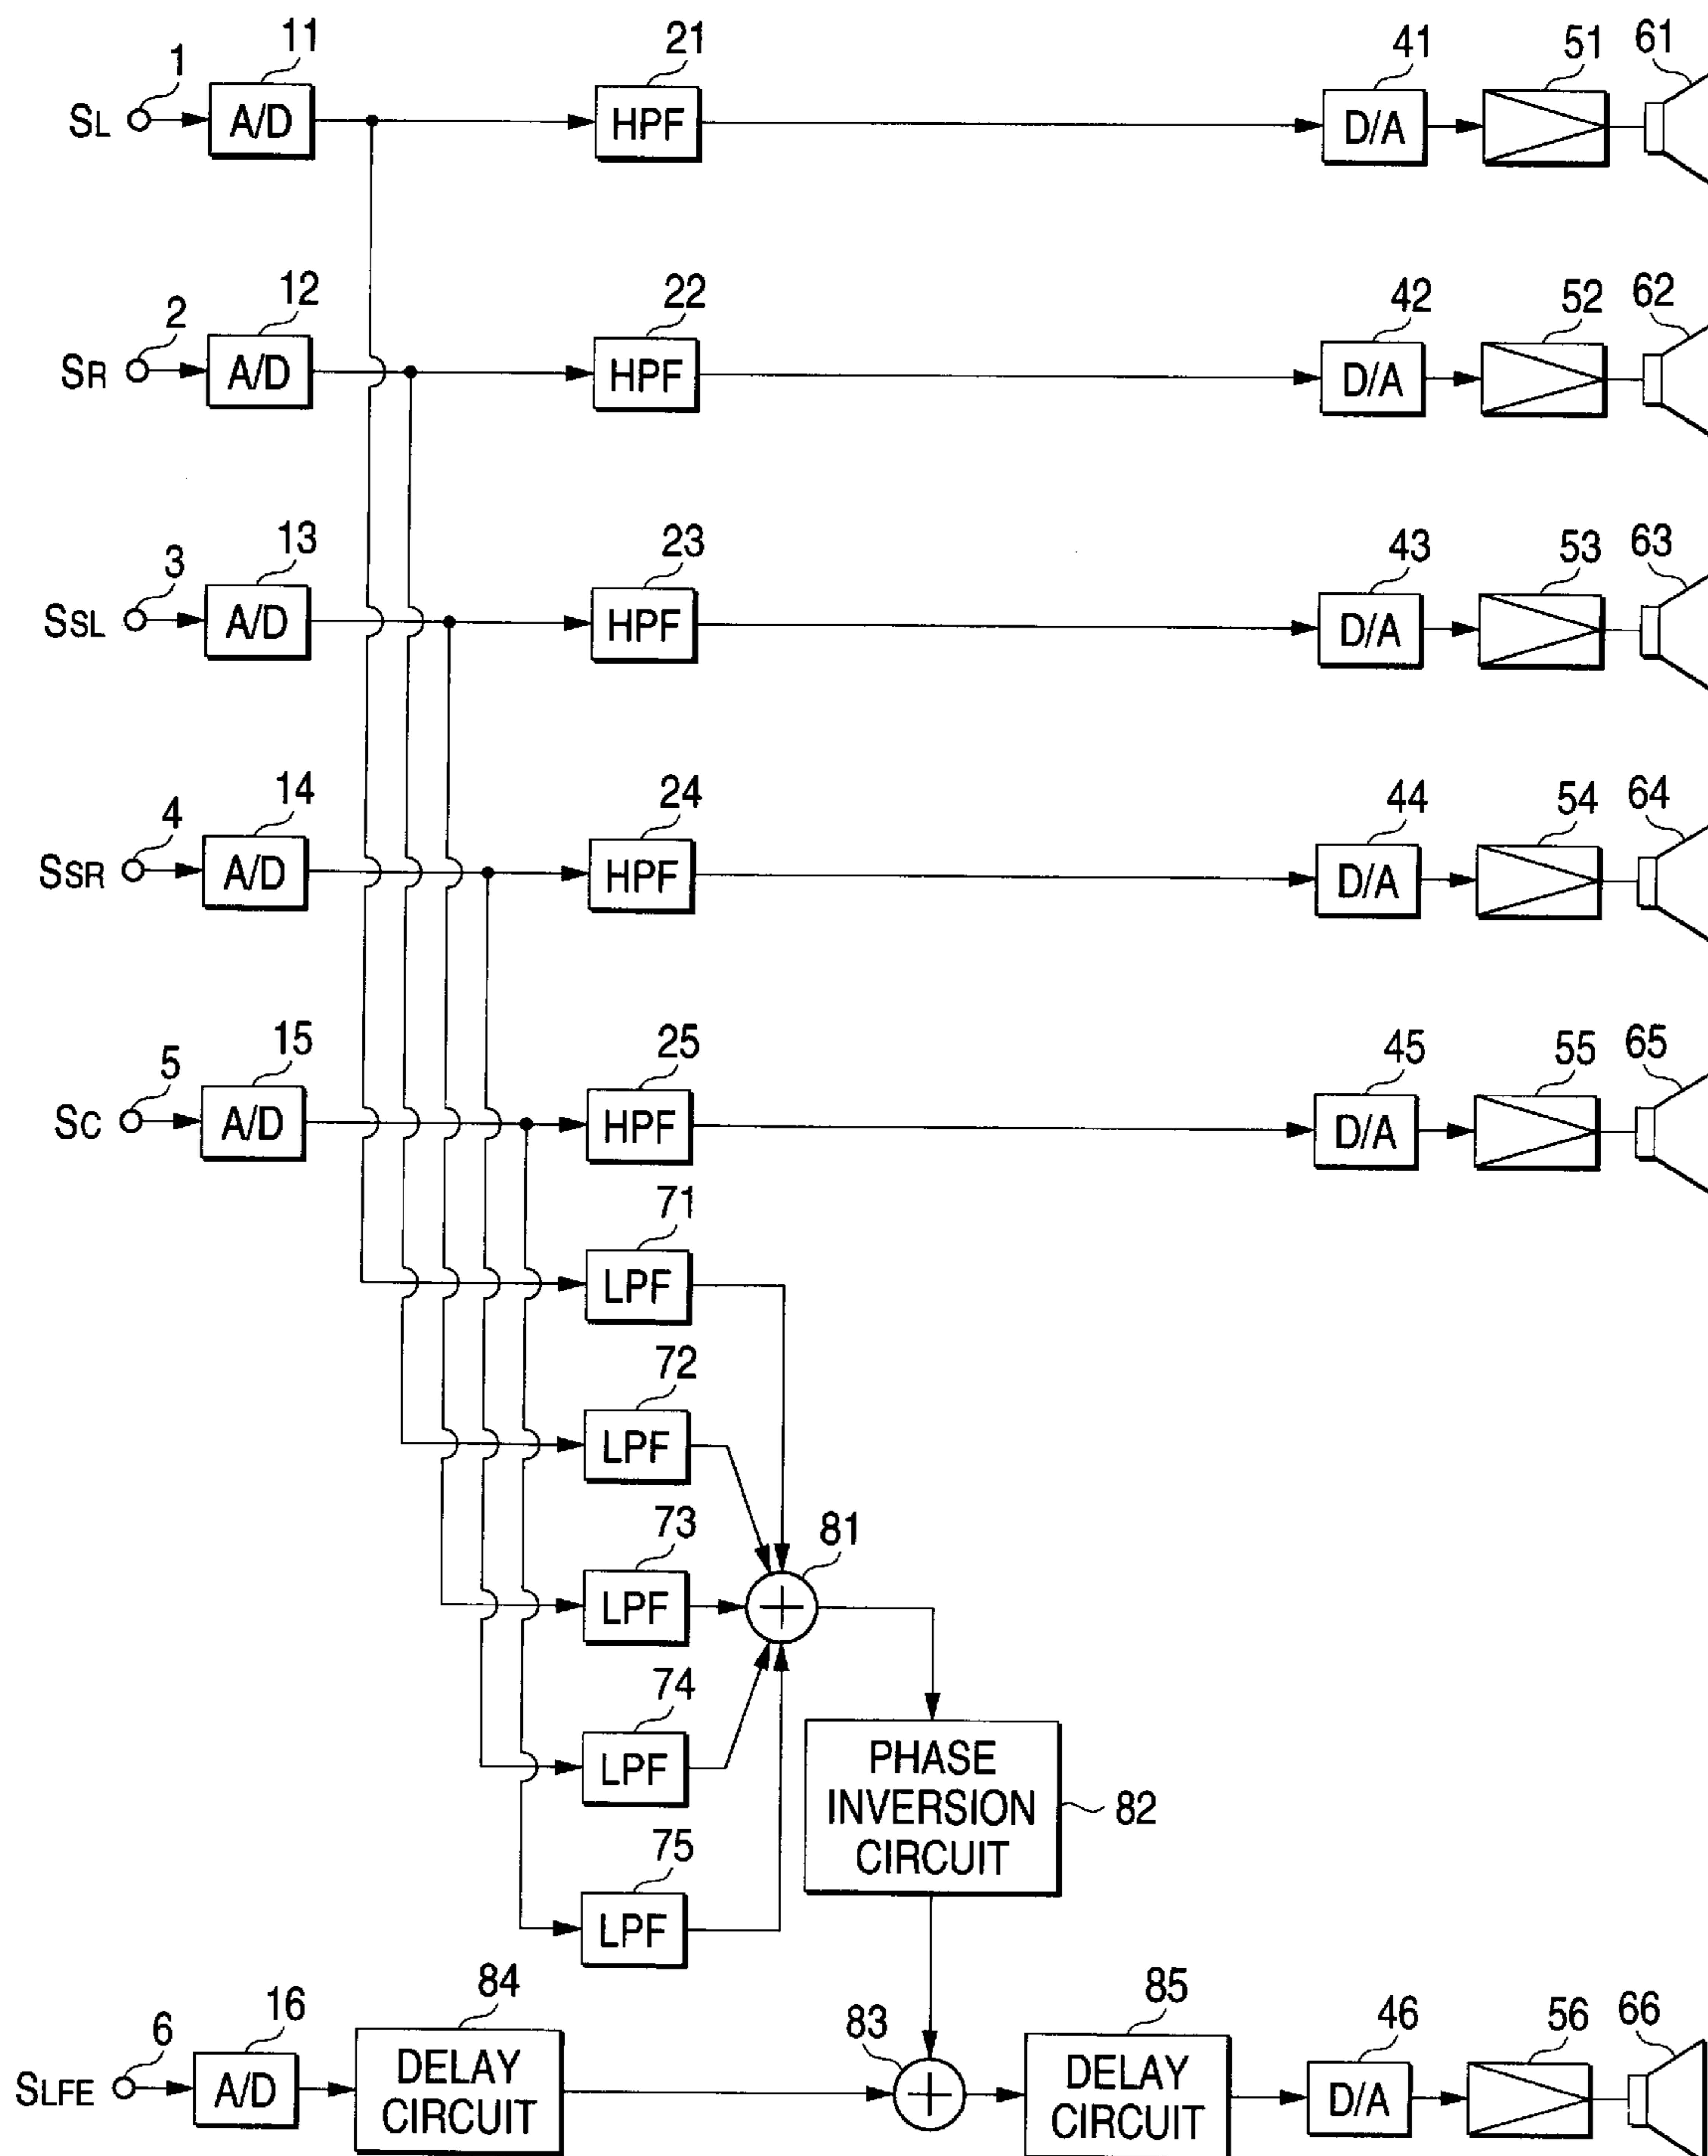 11 21 41 51 61
1
SL A/D HPF D/A
12 22 42 52 62
2
SR A/D HPF D/A
13 23 43 53 63
3
SSL A/D HPF D/A
14 24 44 54 64
4
SSR A/D HPF D/A
15 25 45 55 65
5
SC A/D HPF D/A
71
LPF
72
LPF
73
81
LPF
74
LPF
PHASE
INVERSION
CIRCUIT
82
75
LPF
84
85
6 16 83 46 56 66
SLFE A/D DELAY
CIRCUIT
DELAY
CIRCUIT
D/A